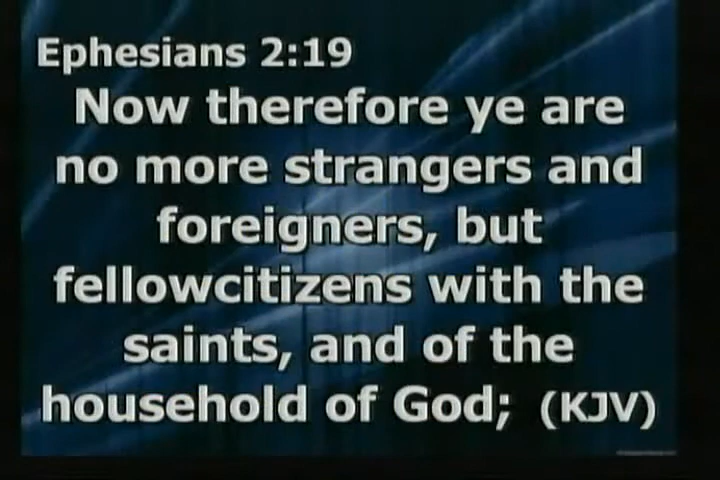 Ephesians 2:19
Now therefore ye are
no more strangers and
foreigners, but
fellowcitizens with the
saints, and of the
household of God; (KJV)